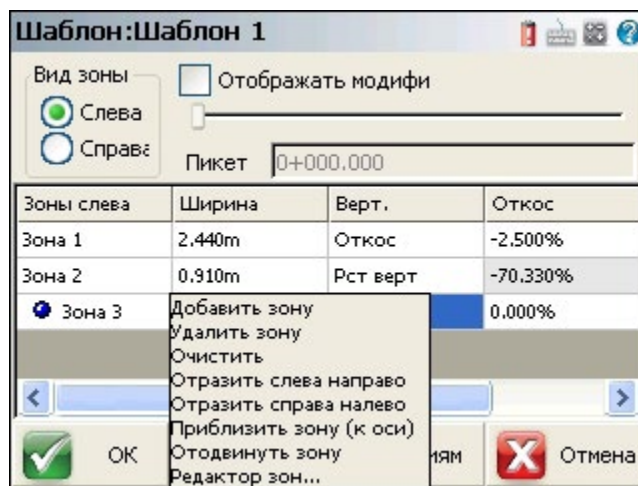 Шаблон:Шаблон 1
Вид зоны
Отображать модифи
Слева
Справа
Пикет 0+000.000
Зоны слева Ширина Верт. Откос
Зона 1 2.440m Откос -2.500%
Зона 2 0.910m Рст верт -70.330%
Зона 3 0.000%
Добавить зону
Удалить зону
Очистить
Отразить слева направо
Отразить справа налево
Приблизить зону (к оси)
Отодвинуть зону
Редактор зон...
ОК иям Отмена